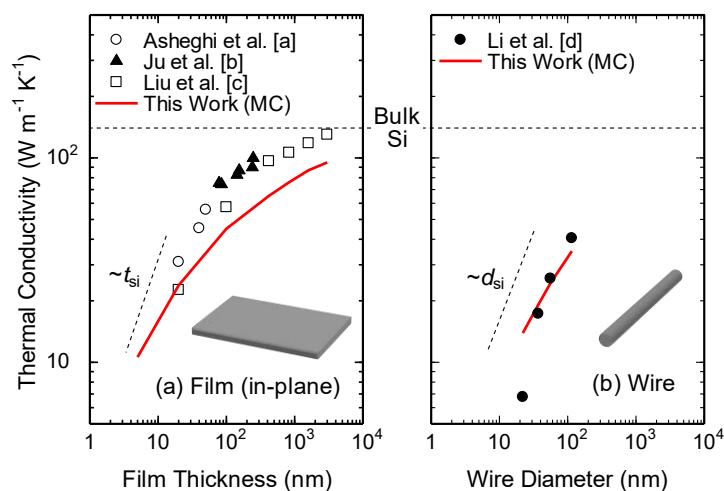 Thermal Conductivity (W m⁻¹ K⁻¹)
Asheghi et al. [a]
Ju et al. [b]
Liu et al. [c]
This Work (MC)
~tsi
(a) Film (in-plane)
10²
10
1 10 10² 10³ 10⁴
Film Thickness (nm)
Bulk
Si
Li et al. [d]
This Work (MC)
~dsi
(b) Wire
1 10 10² 10³ 10⁴
Wire Diameter (nm)